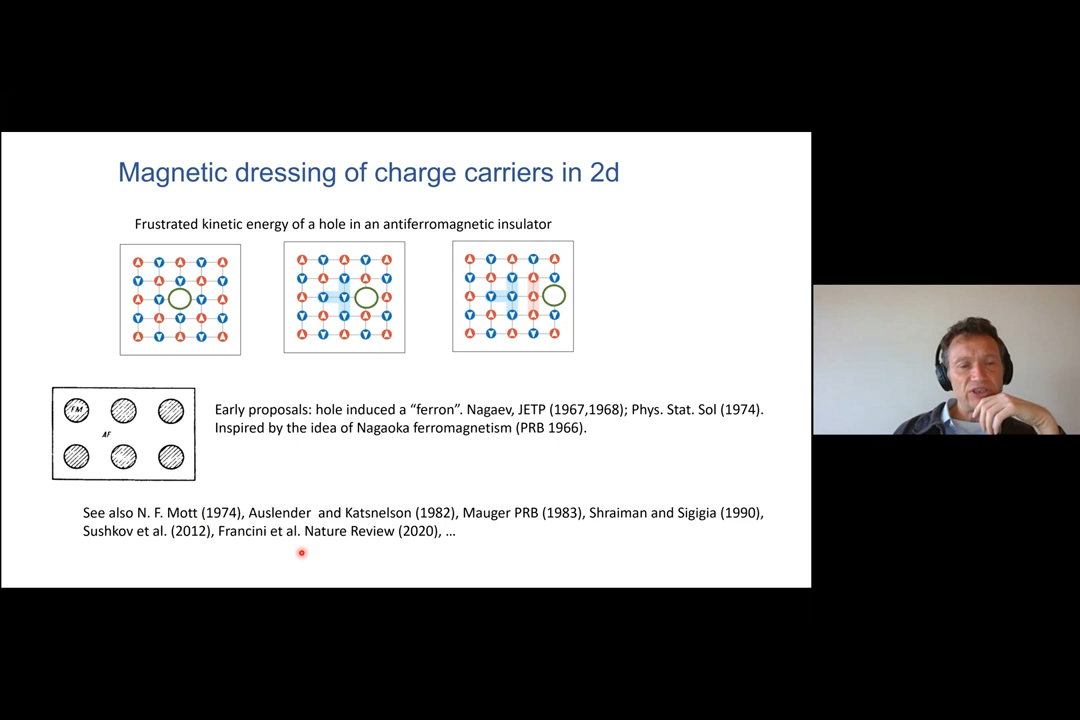 Magnetic dressing of charge carriers in 2d
Frustrated kinetic energy of a hole in an antiferromagnetic insulator
FM
AF
Early proposals: hole induced a “ferron”. Nagaev, JETP (1967,1968); Phys. Stat. Sol (1974).
Inspired by the idea of Nagaoka ferromagnetism (PRB 1966).
See also N. F. Mott (1974), Auslender and Katsnelson (1982), Mauger PRB (1983), Shraiman and Sigigia (1990),
Sushkov et al. (2012), Francini et al. Nature Review (2020), …